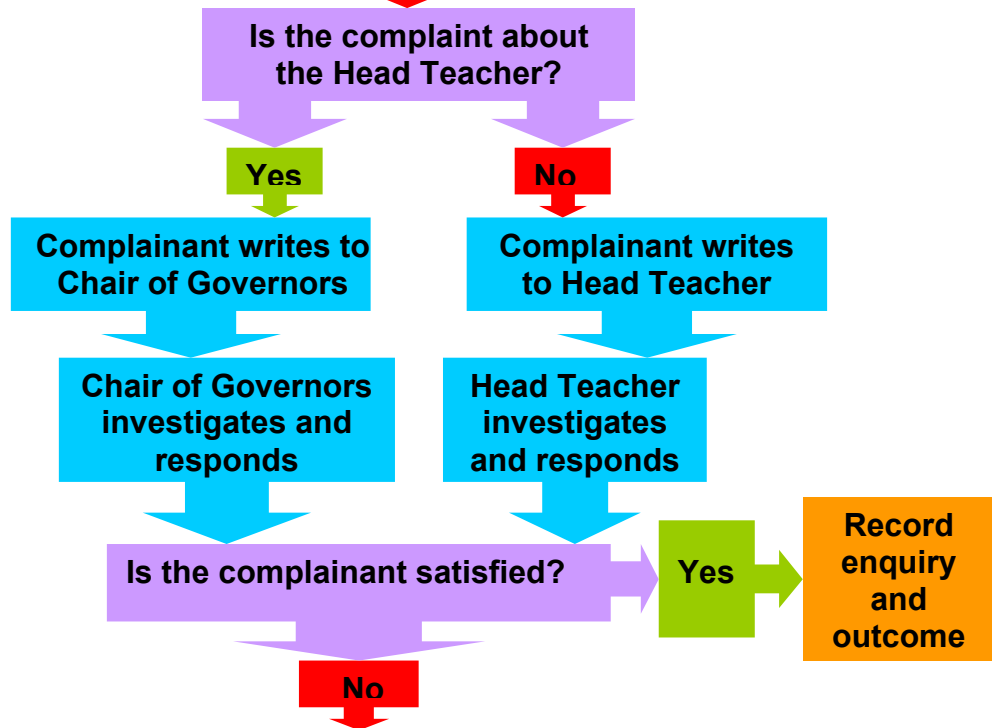 Is the complaint about
the Head Teacher?
Yes
No
Complainant writes to
Chair of Governors
Complainant writes
to Head Teacher
Chair of Governors
investigates and
responds
Head Teacher
investigates
and responds
Is the complainant satisfied?
Yes
Record
enquiry
and
outcome
No